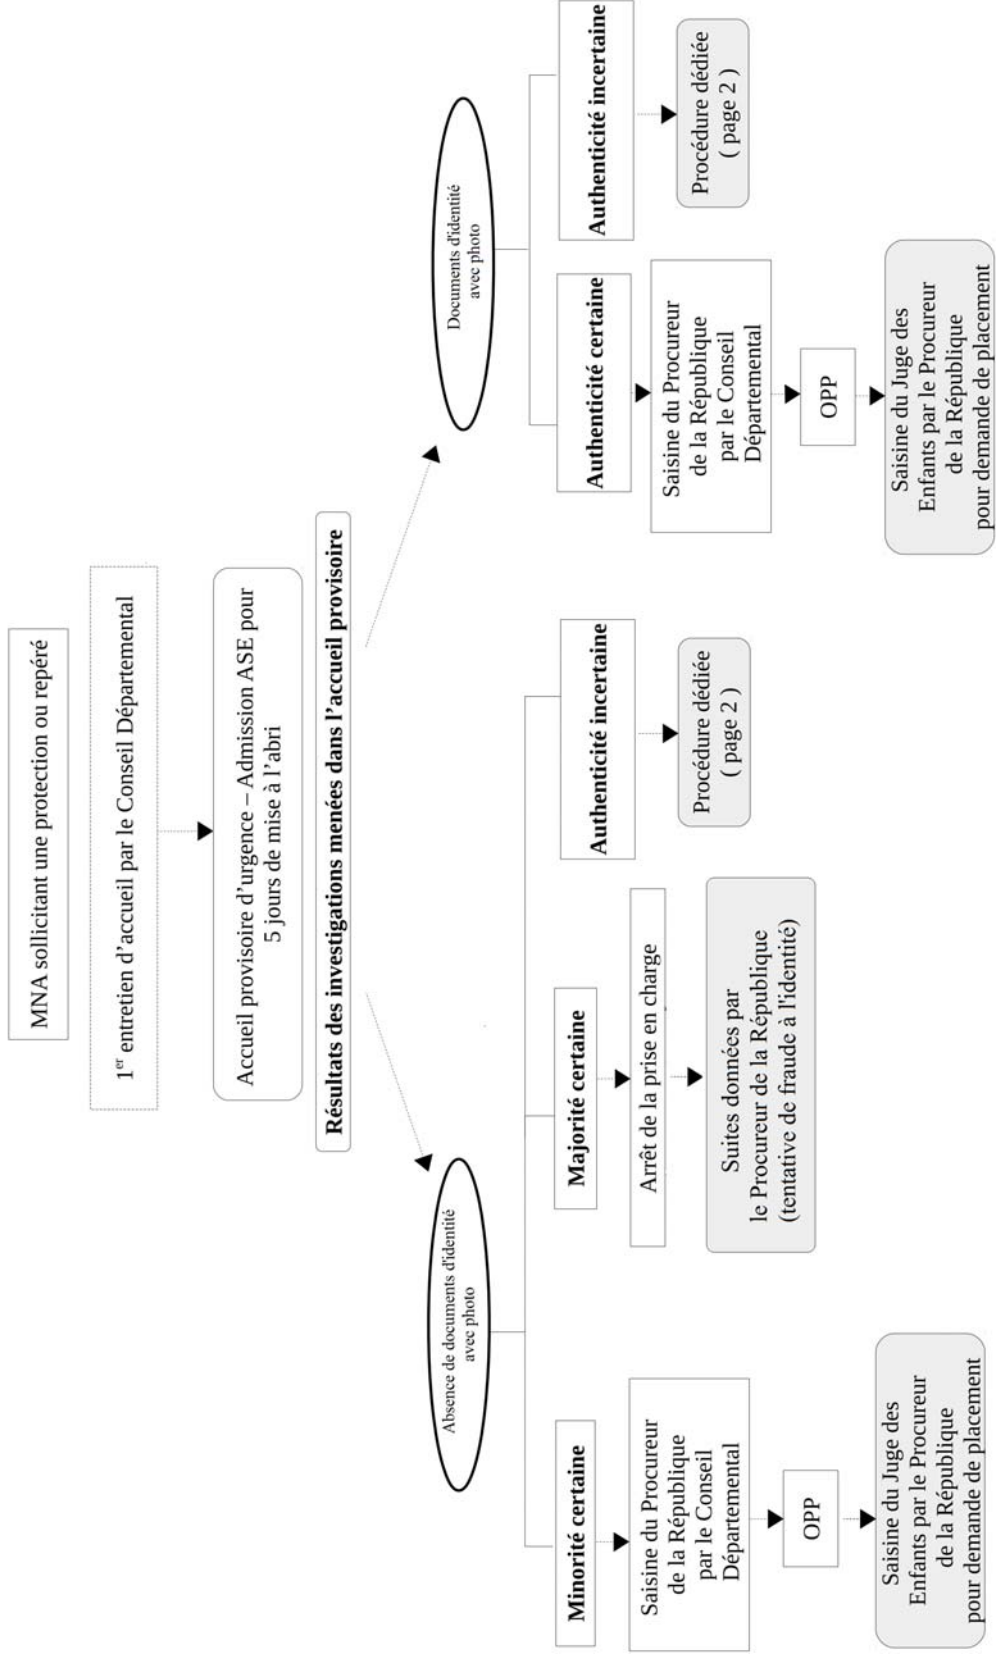 MNA sollicitant une protection ou repéré
1er entretien d’accueil par le Conseil Départemental
Accueil provisoire d’urgence – Admission ASE pour
5 jours de mise à l’abri
Résultats des investigations menées dans l’accueil provisoire
Absence de documents d'identité
avec photo
Minorité certaine
Saisine du Procureur
de la République
par le Conseil
Départemental
OPP
Saisine du Juge des
Enfants par le Procureur
de la République
pour demande de placement
Majorité certaine
Arrêt de la prise en charge
Suites données par
le Procureur de la République
(tentative de fraude à l'identité)
Authenticité incertaine
Procédure dédiée
( page 2 )
Documents d'identité
avec photo
Authenticité certaine
Saisine du Procureur
de la République
par le Conseil
Départemental
OPP
Saisine du Juge des
Enfants par le Procureur
de la République
pour demande de placement
Authenticité incertaine
Procédure dédiée
( page 2 )